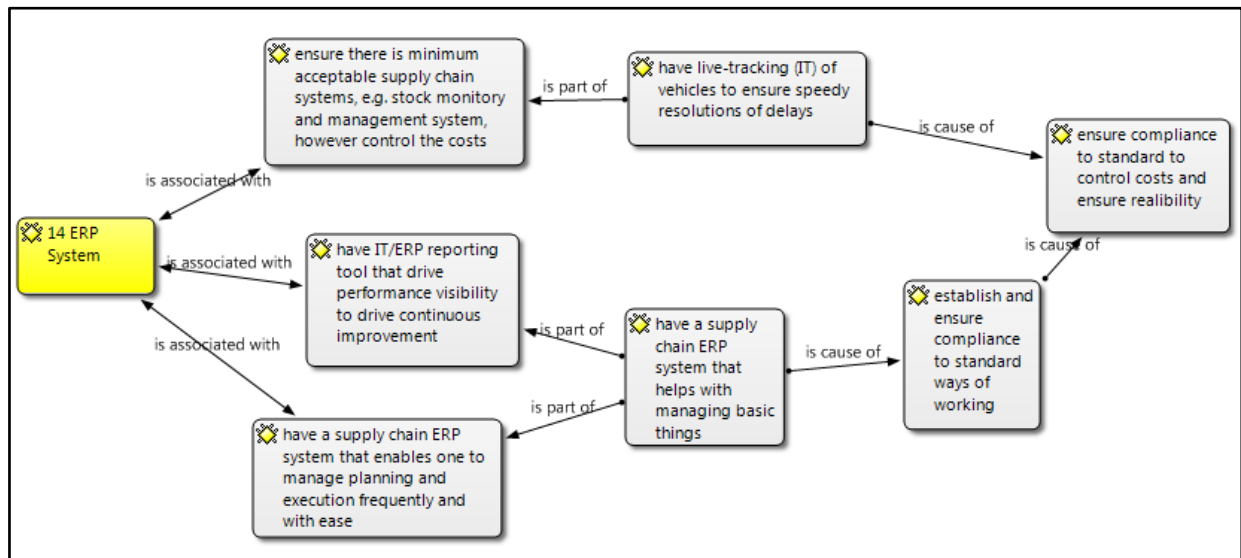 ensure there is minimum
acceptable supply chain
systems, e.g. stock monitory
and management system,
however control the costs
is part of
have live-tracking (IT) of
vehicles to ensure speedy
resolutions of delays
is cause of
ensure compliance
to standard to
control costs and
ensure realibility
is associated with
14 ERP
System
is associated with
have IT/ERP reporting
tool that drive
performance visibility
to drive continuous
improvement
is cause of
establish and
ensure
compliance
to standard
ways of
working
is part of
have a supply
chain ERP
system that
helps with
managing basic
things
is cause of
is associated with
is part of
have a supply chain ERP
system that enables one to
manage planning and
execution frequently and
with ease